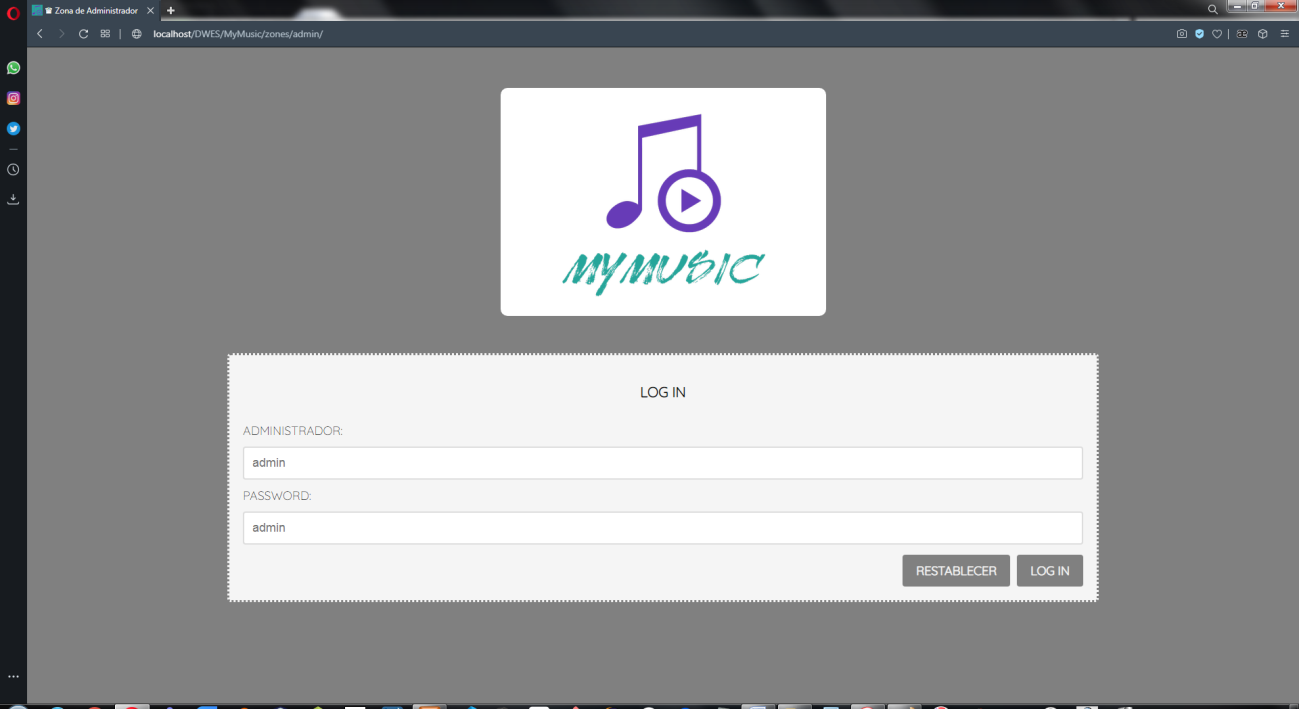 Zona de Administrador
localhost/DWES/MyMusic/zones/admin/
MYMUSIC
LOG IN
ADMINISTRADOR:
admin
PASSWORD:
admin
RESTABLECER LOG IN